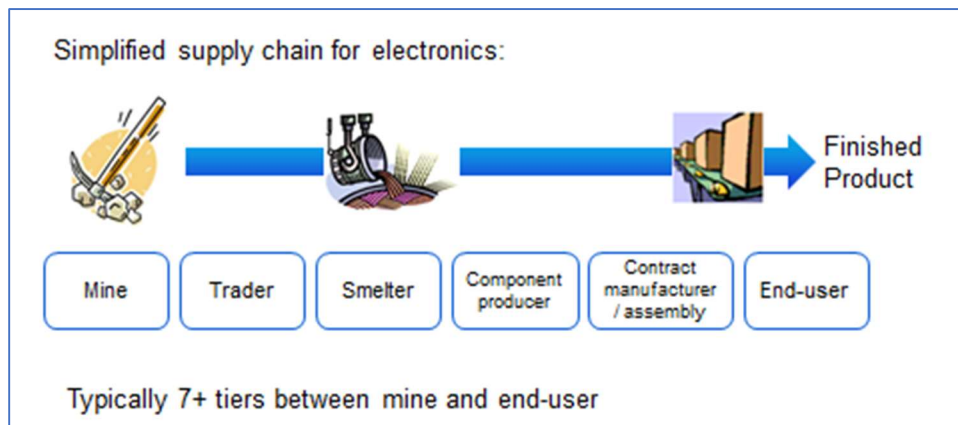 Simplified supply chain for electronics:
Finished
Product
Mine
Trader
Smelter
Component
producer
Contract
manufacturer
/ assembly
End-user
Typically 7+ tiers between mine and end-user